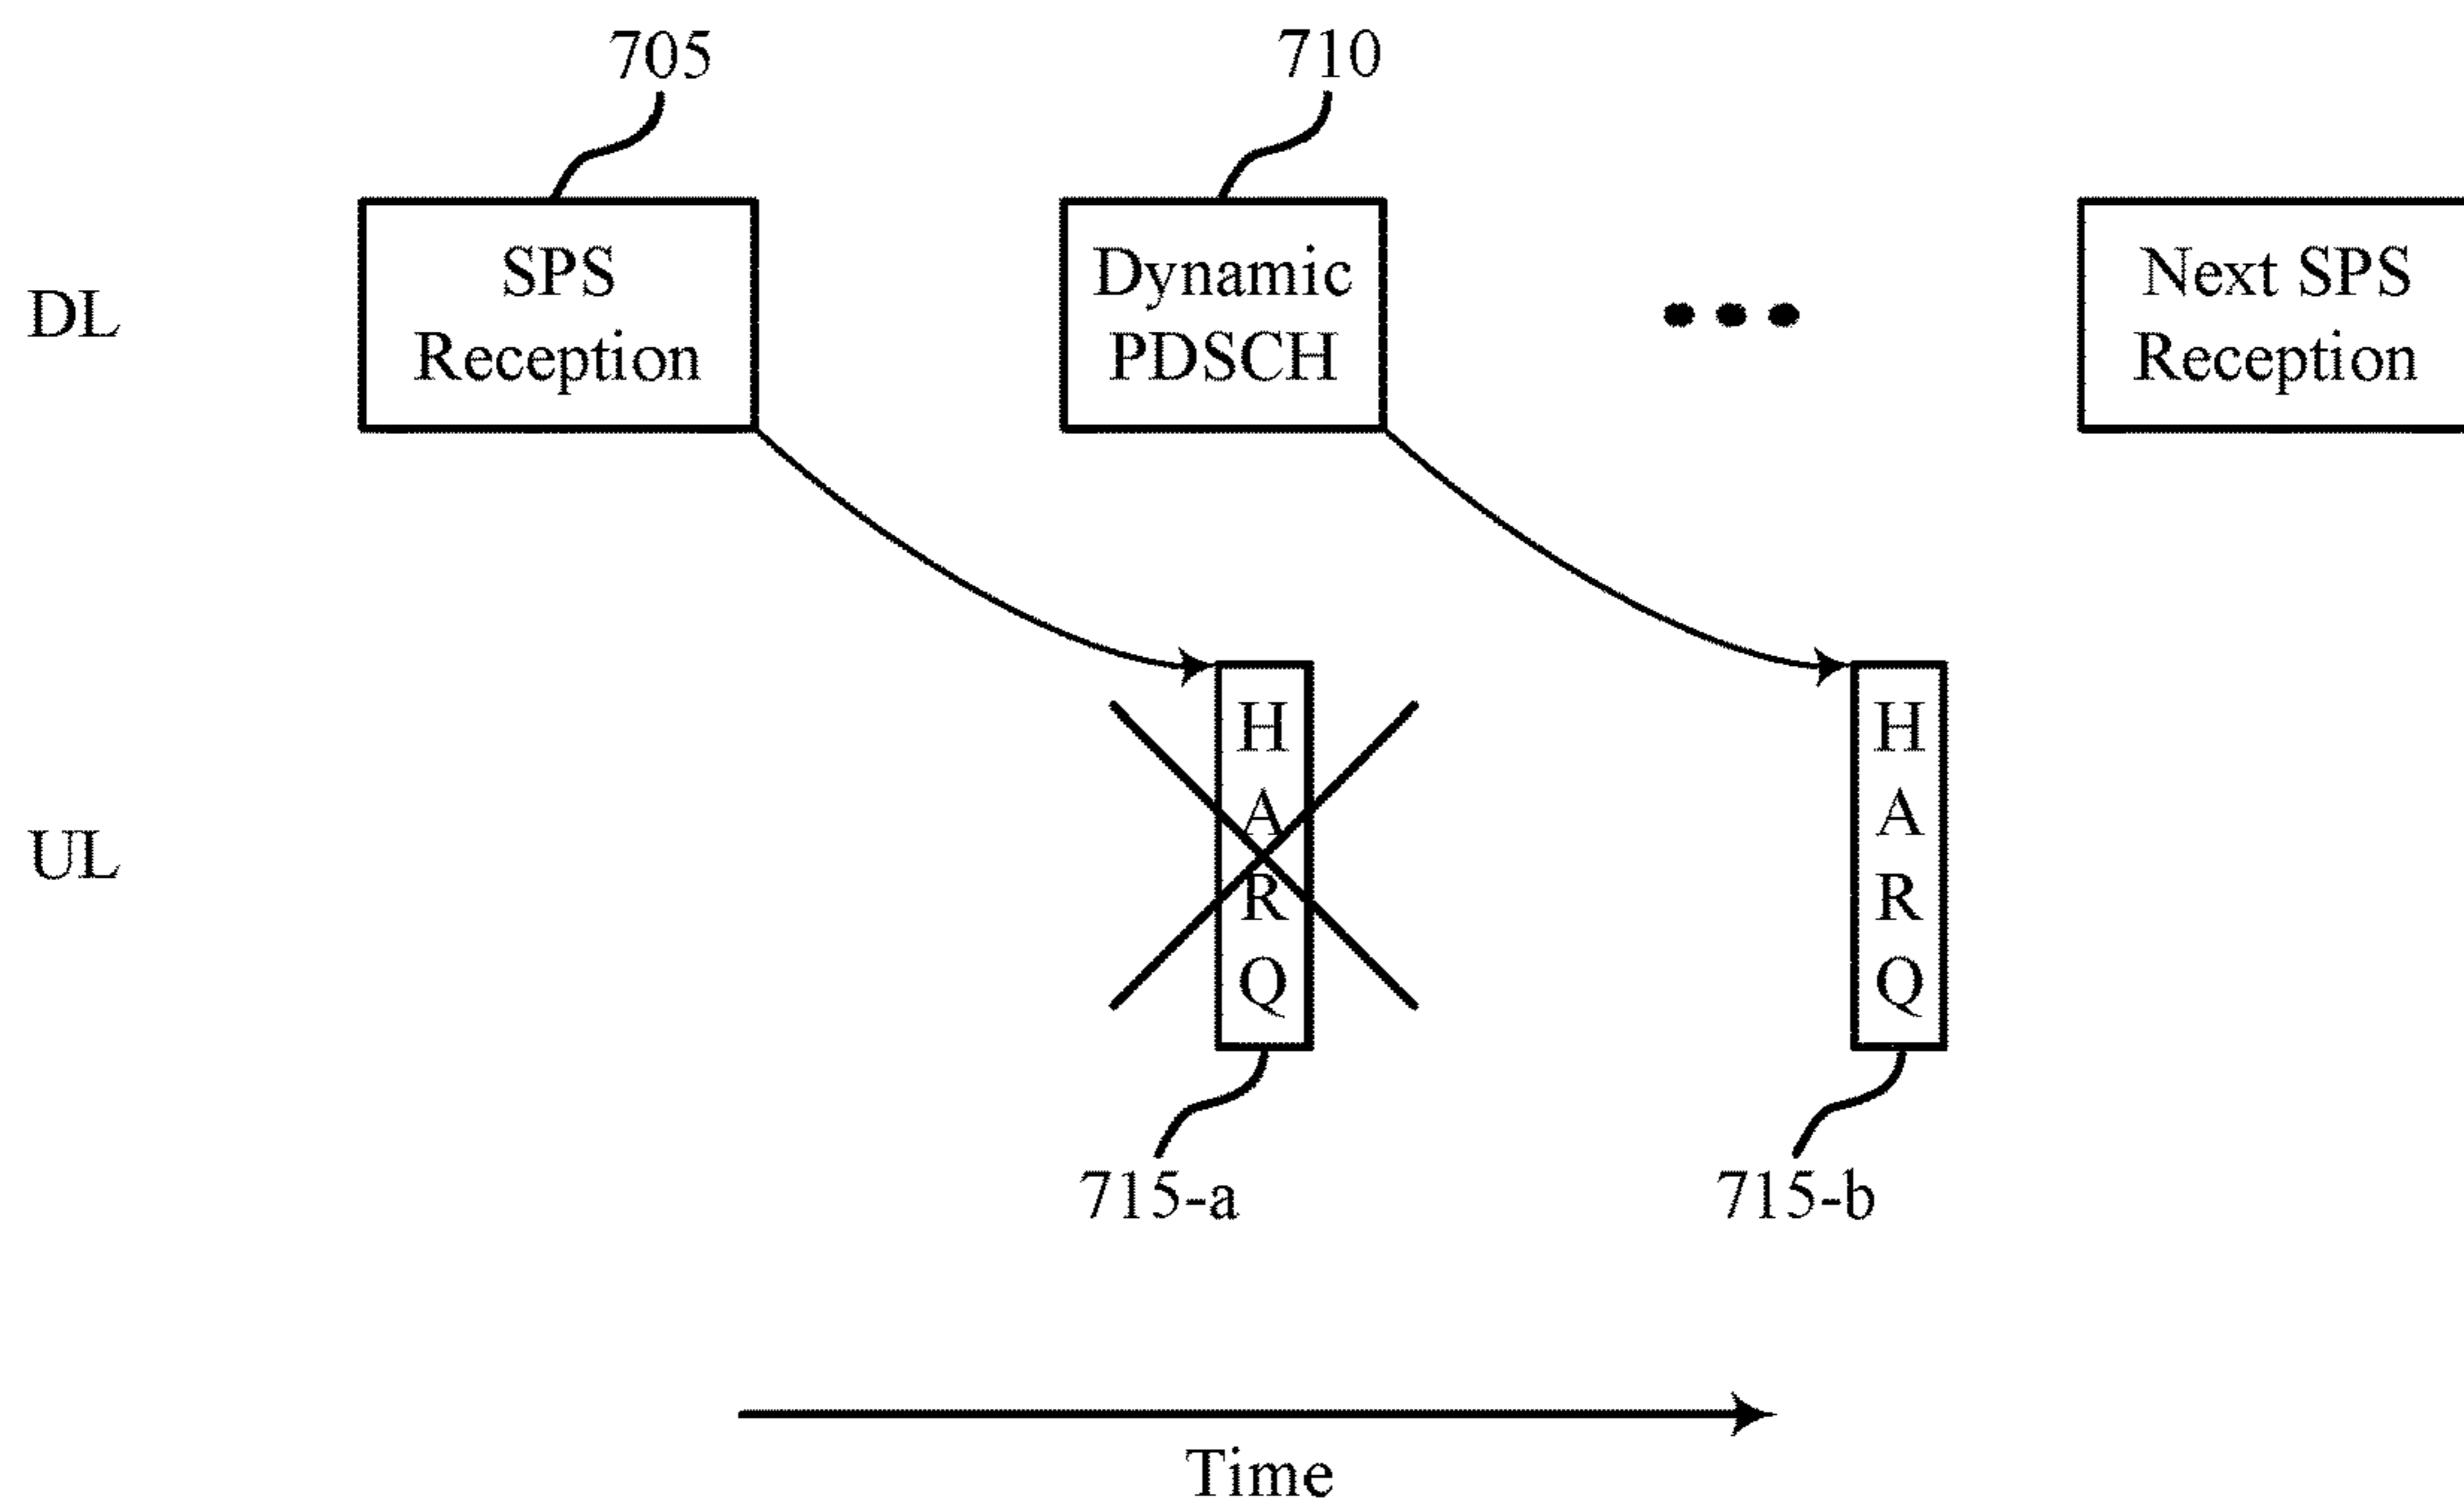 705
710
DL
SPS
Reception
Dynamic
PDSCH
Next SPS
Reception
UL
H
A
R
Q
H
A
R
Q
715-a
715-b
Time